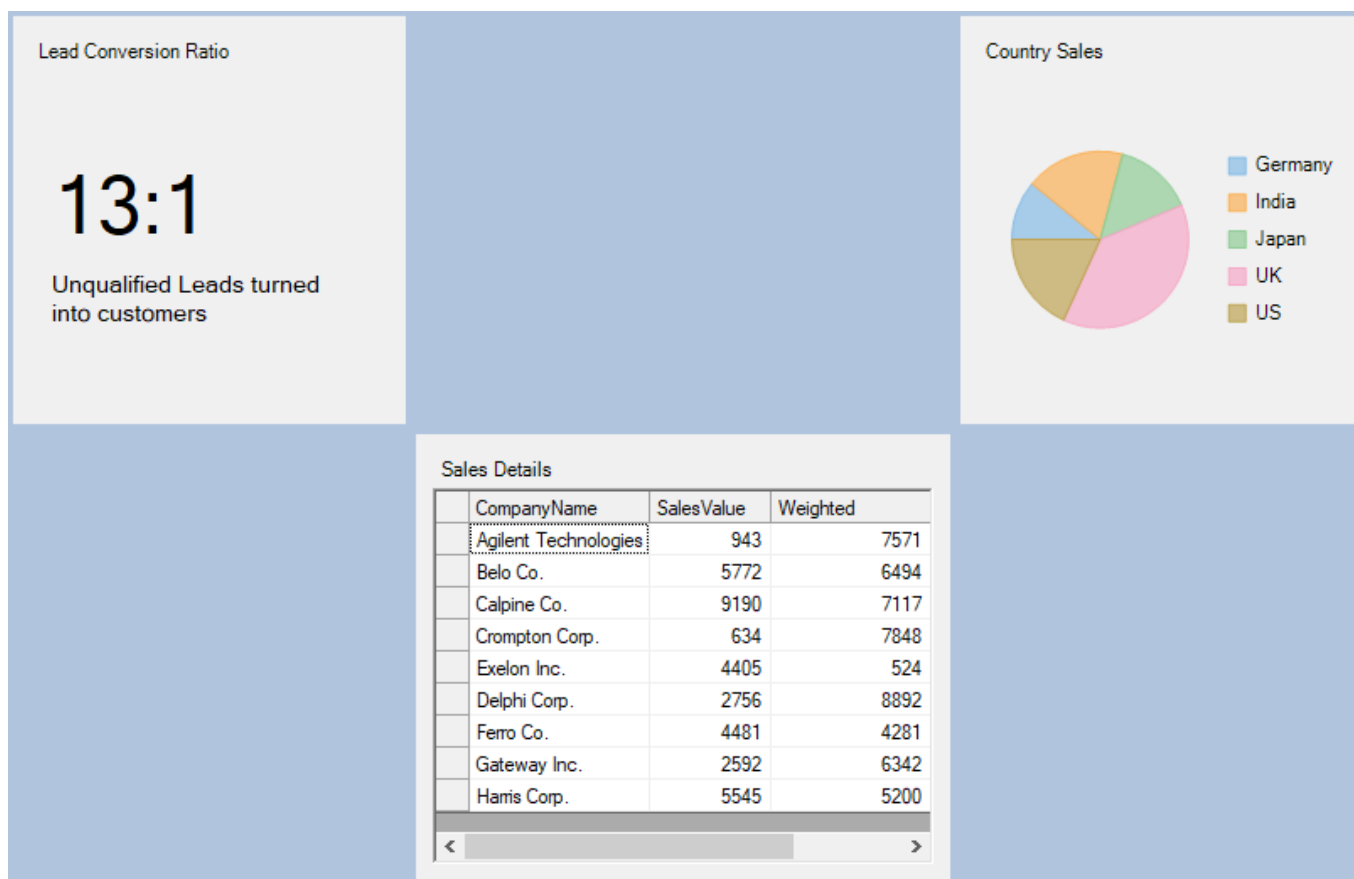 Lead Conversion Ratio
13:1
Unqualified Leads turned
into customers
Country Sales
Germany
India
Japan
UK
US
Sales Details
CompanyName SalesValue Weighted
Agilent Technologies 943 7571
Belo Co. 5772 6494
Calpine Co. 9190 7117
Crompton Corp. 634 7848
Exelon Inc. 4405 524
Delphi Corp. 2756 8892
Ferro Co. 4481 4281
Gateway Inc. 2592 6342
Harris Corp. 5545 5200